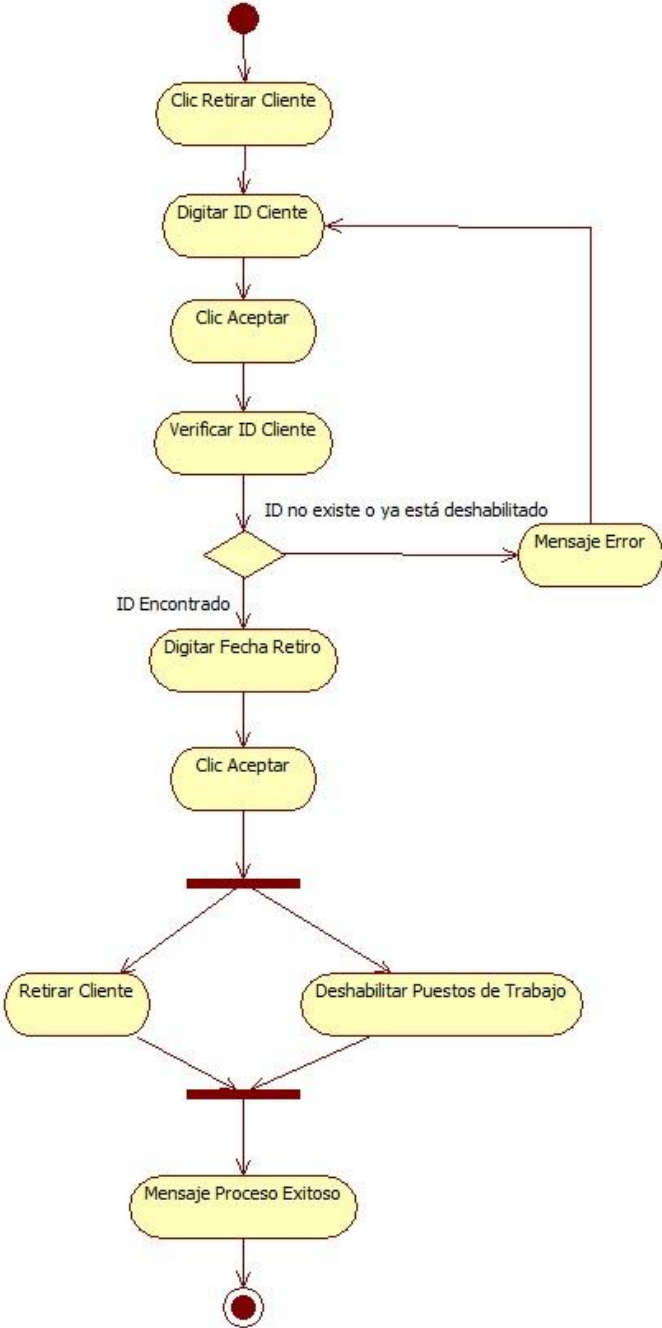 Clic Retirar Cliente
Digitar ID Ciente
Clic Aceptar
Verificar ID Cliente
ID no existe o ya está deshabilitado
Mensaje Error
ID Encontrado
Digitar Fecha Retiro
Clic Aceptar
Retirar Cliente
Deshabilitar Puestos de Trabajo
Mensaje Proceso Exitoso